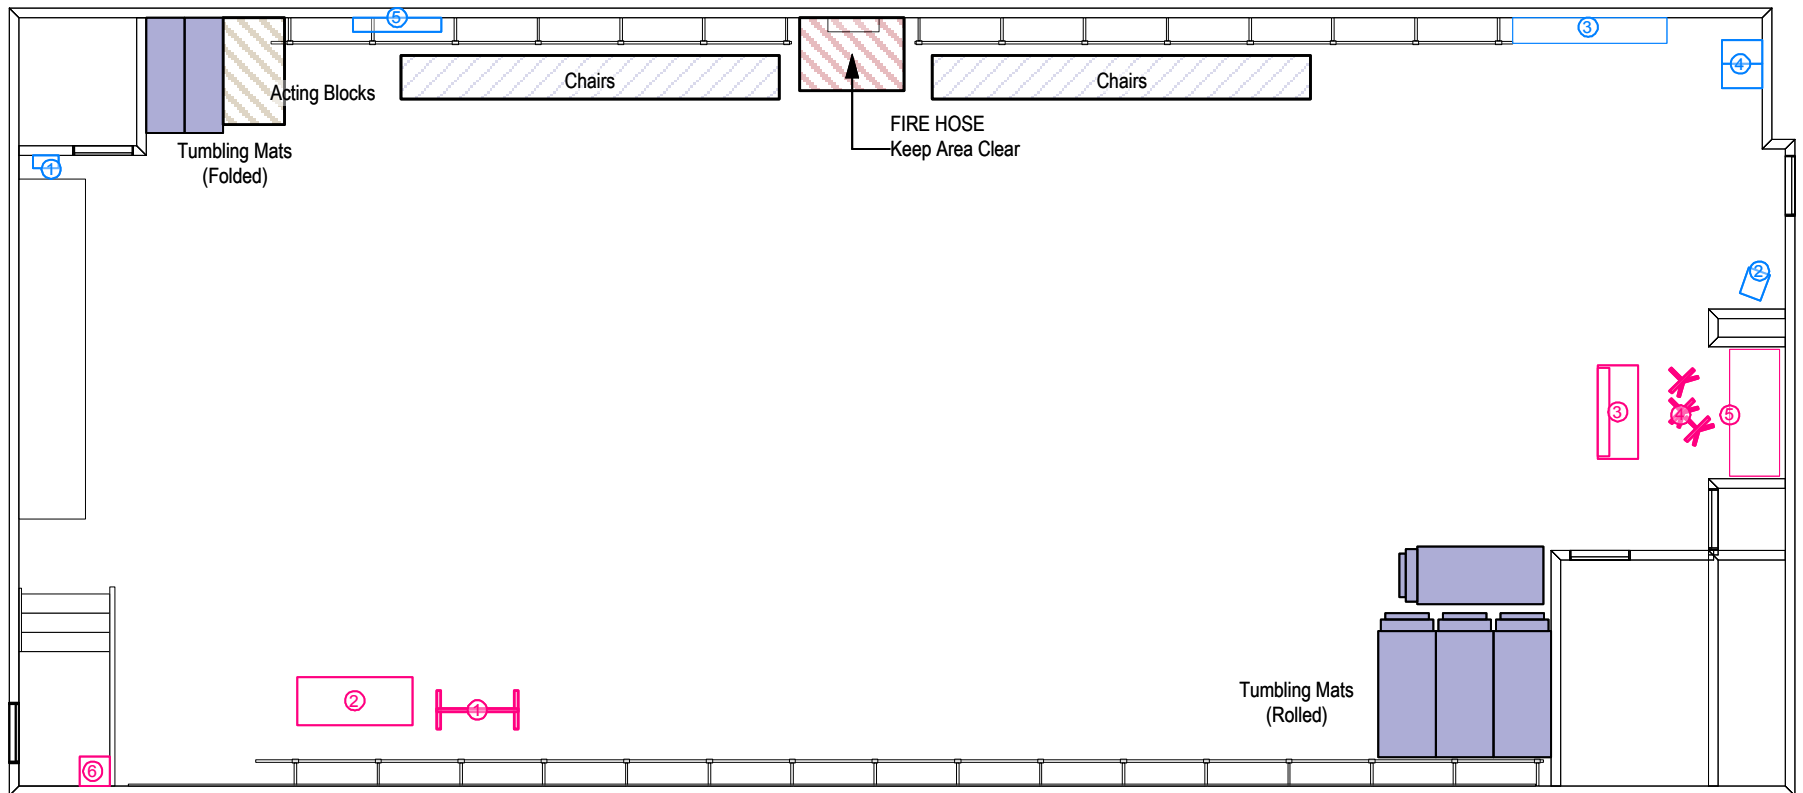 5
3
4
Chairs
Chairs
Acting Blocks
FIRE HOSE
Keep Area Clear
Tumbling Mats
(Folded)
1
2
3
4
5
Tumbling Mats
(Rolled)
2
1
6